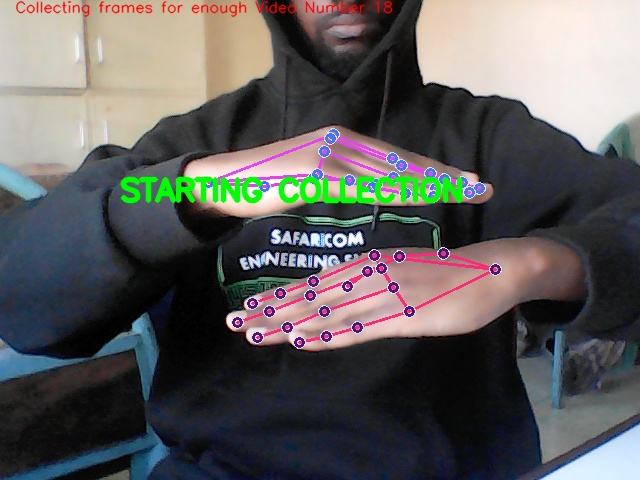 Collecting frames for enough Video Number 18
STARTING COLLECTION
SAFARICOM
ENGINEERING